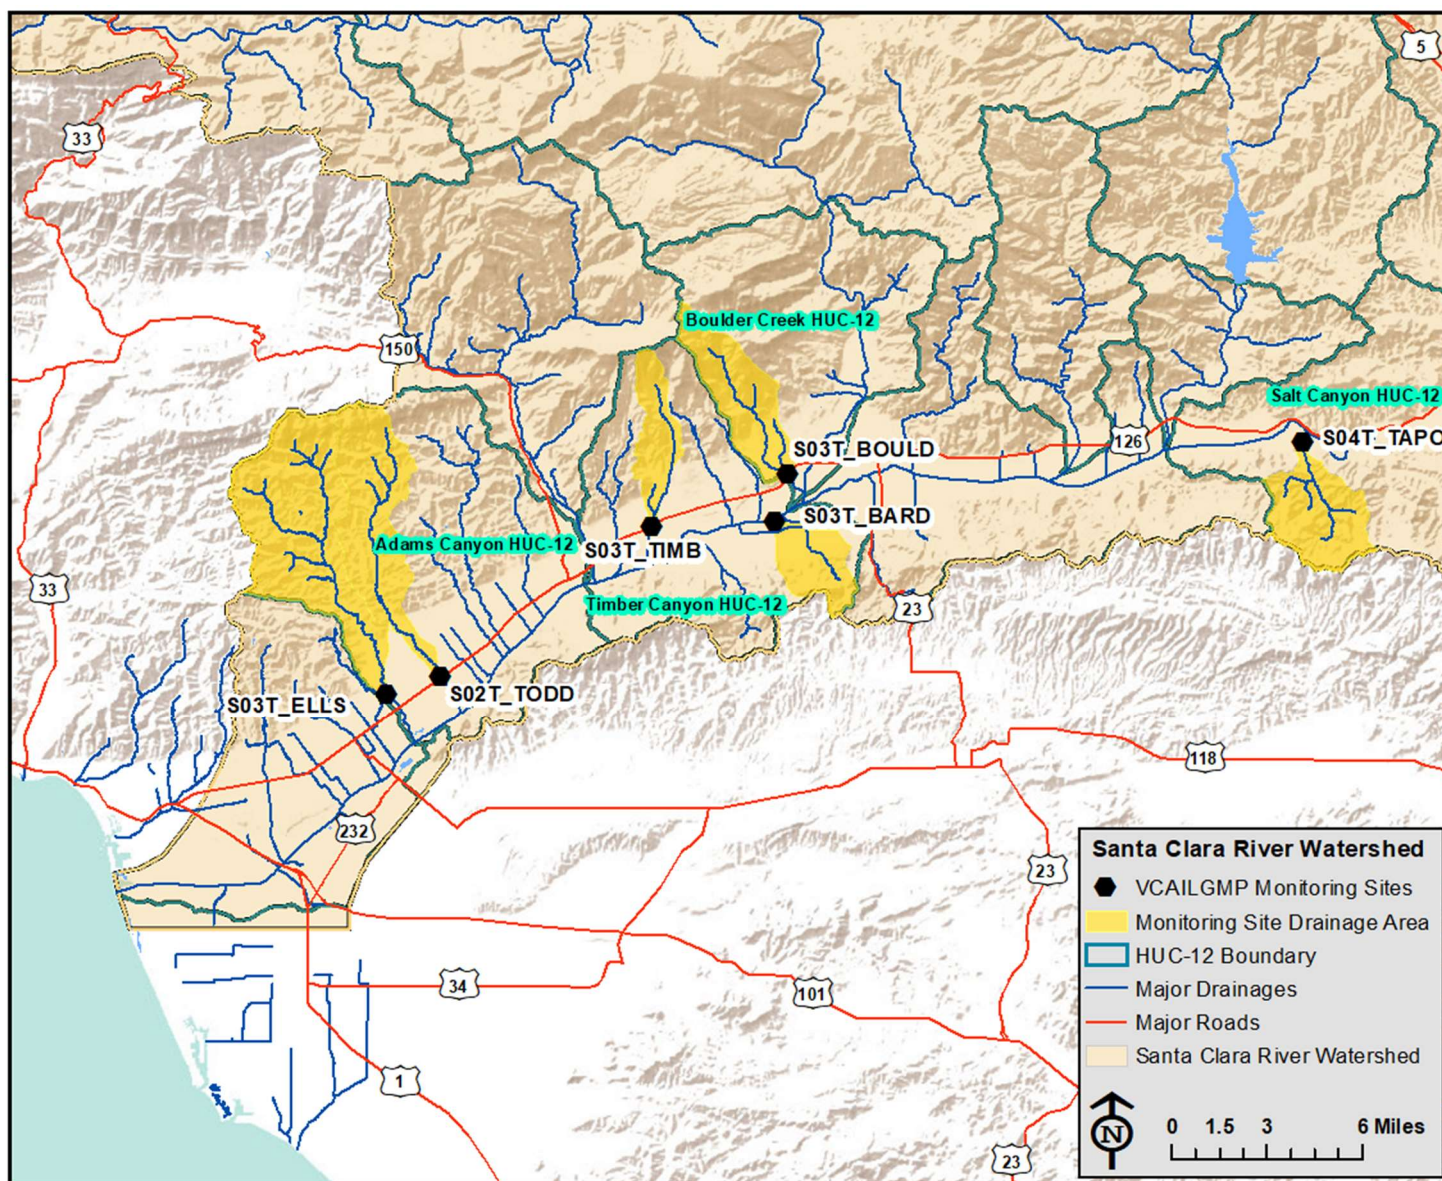 5
33
Boulder Creek HUC-12
150
Salt Canyon HUC-12
126
S04T_TAPO
S03T_BOULD
S03T_BARD
Adams Canyon HUC-12
S03T_TIMB
33
Timber Canyon HUC-12
23
S02T_TODD
S03T_ELLS
118
232
23
34
101
1
23
Santa Clara River Watershed
VCAILGMP Monitoring Sites
Monitoring Site Drainage Area
HUC-12 Boundary
Major Drainages
Major Roads
Santa Clara River Watershed
N
0 1.5 3 6 Miles